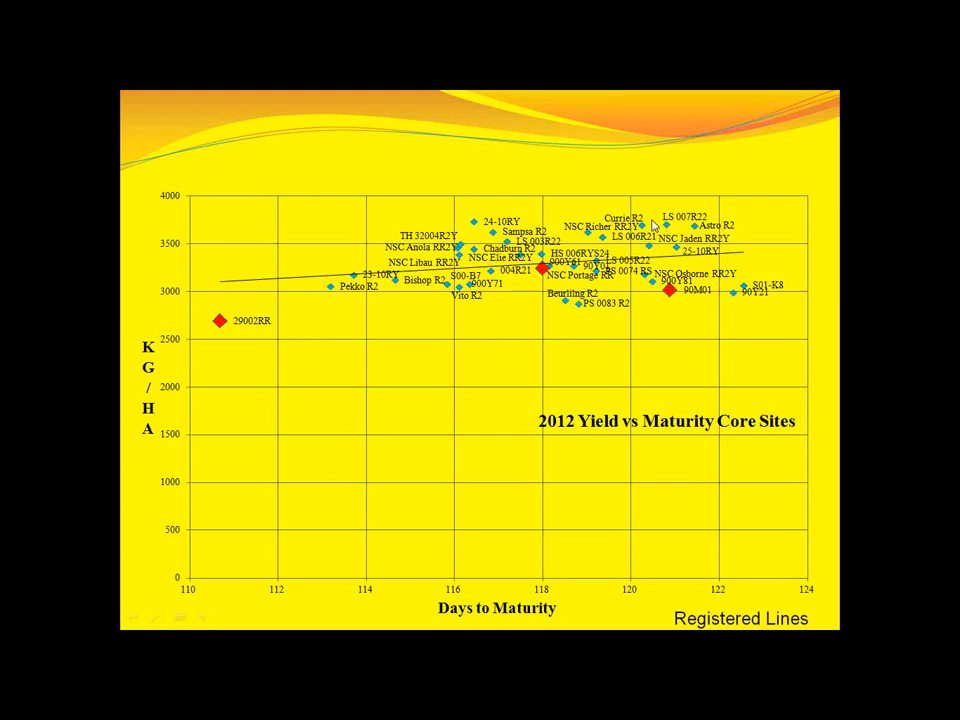 4000
3500
3000
2500
2000
1500
1000
500
0
K
G
/
H
A
Currie R2
LS 007R22
24-10RY
NSC Richer RR2Y
Astro R2
Sampsa R2
TH 32004R2Y
LS 006R21
NSC Jaden RR2Y
LS 003R22
NSC Anola RR2Y
Chadburn R2
25-10RY
HS 006RYS24
NSC Elie RR2Y
NSC Libau RR2Y
900Y61
LS 005R22
004R21
PS 0074 RS
23-10RY
S00-B7
NSC Portage RR
NSC Osborne RR2Y
Bishop R2
900Y71
900Y81
Pekko R2
S01-K8
90M01
90Y21
Vito R2
PS 0083 R2
29002RR
2012 Yield vs Maturity Core Sites
110 112 114 116 118 120 122 124
Days to Maturity
Registered Lines